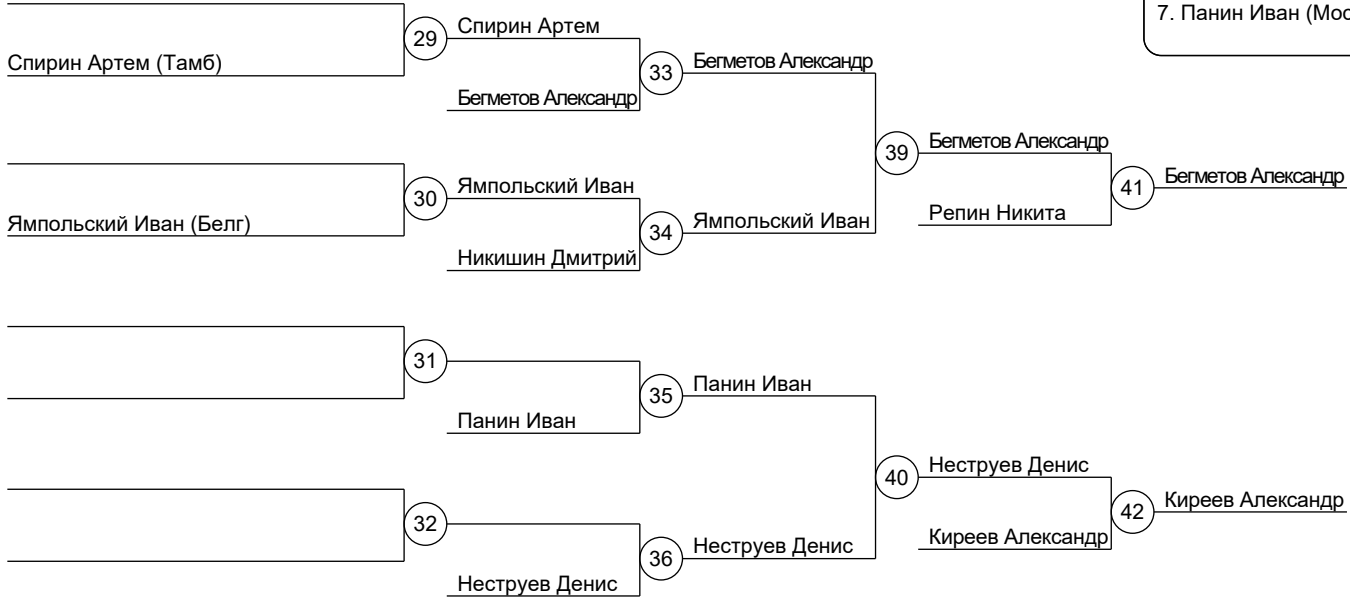 7. Панин Иван
29
Спирин Артем
Спирин Артем (Тамб)
33
Бегметов Александр
Бегметов Александр
39
Бегметов Александр
30
Ямпольский Иван
41
Бегметов Александр
Ямпольский Иван (Белг)
34
Ямпольский Иван
Репин Никита
Никишин Дмитрий
31
35
Панин Иван
Панин Иван
40
Неструев Денис
32
42
Киреев Александр
Киреев Александр
36
Неструев Денис
Неструев Денис